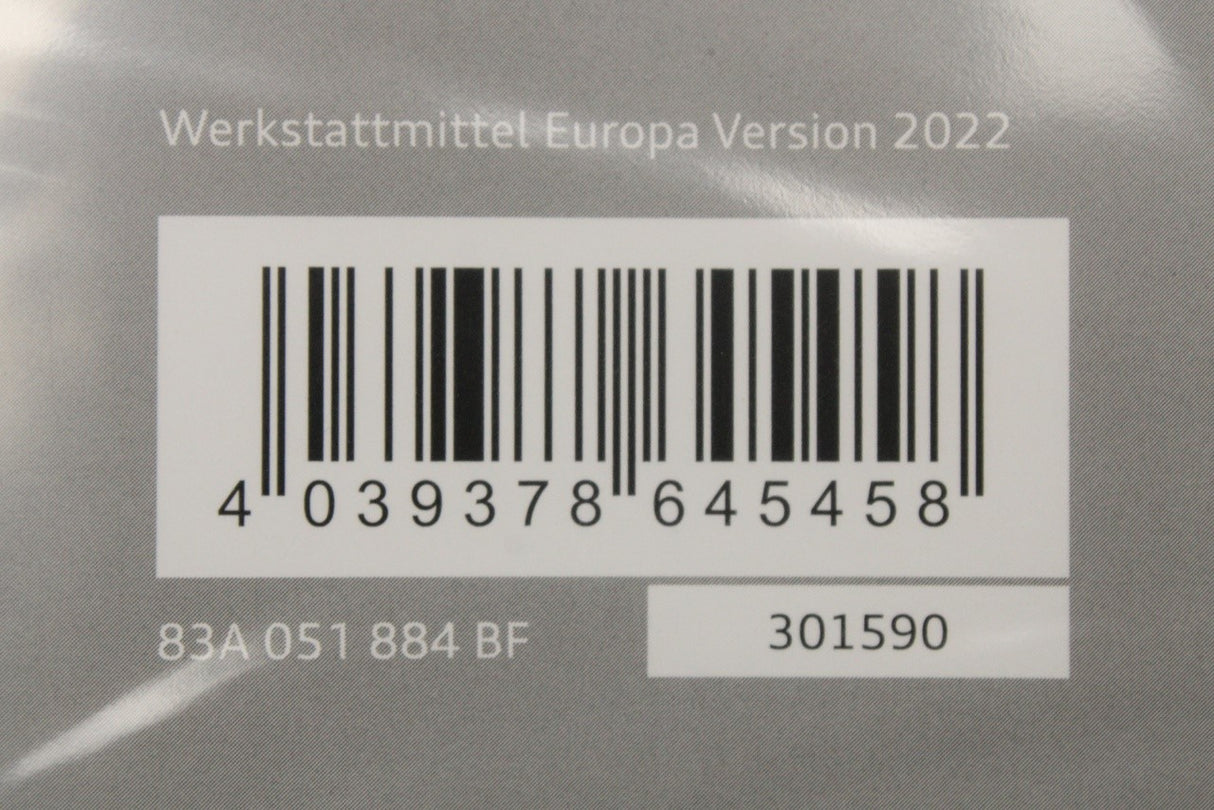 Werkstattmittel Europa Version 2022
4 039378 645458
83A 051 884 BF
301590